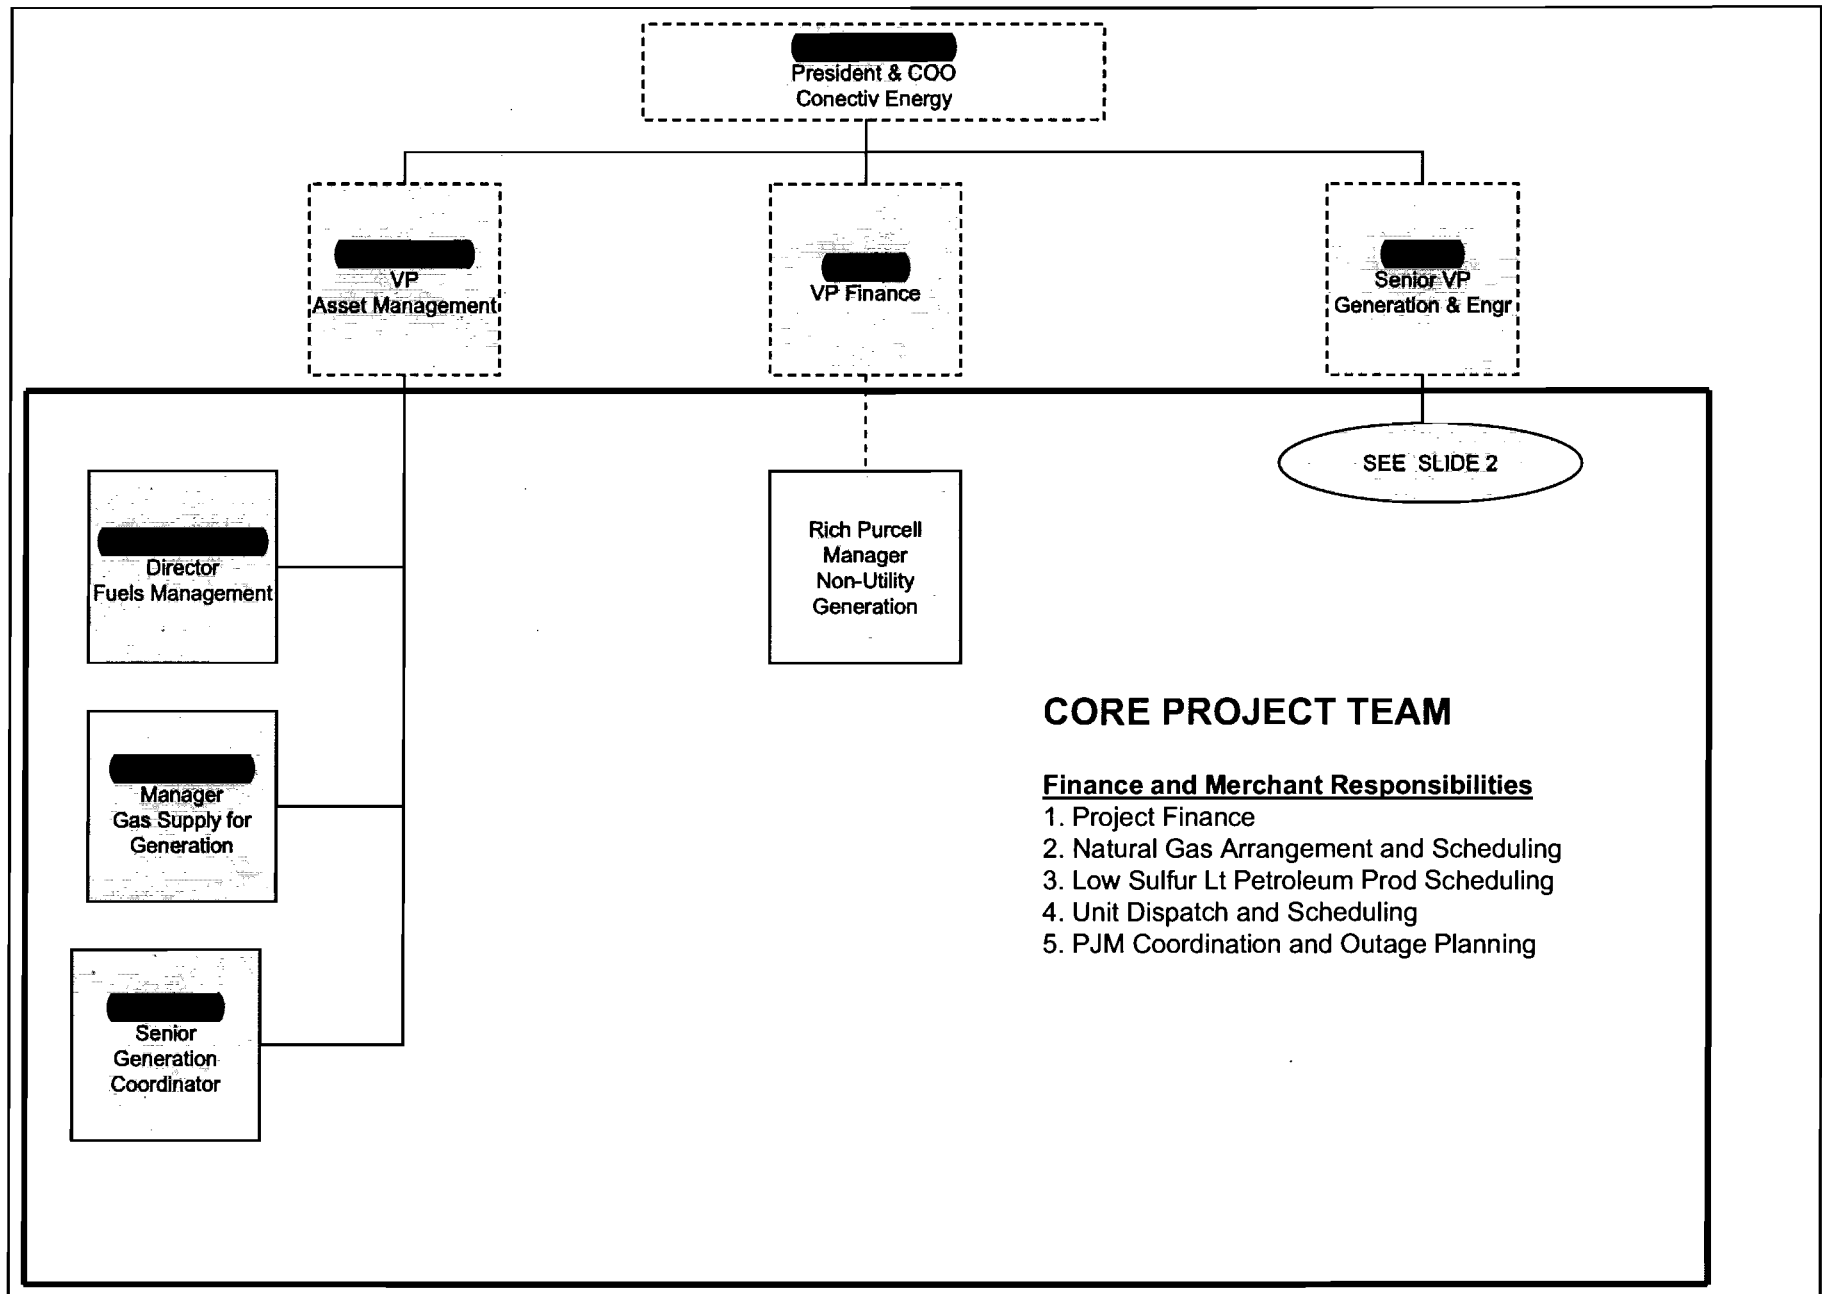 President & COO
Conectiv Energy
VP
Asset Management
VP Finance
Senior VP
Generation & Engr
SEE SLIDE 2
Director
Fuels Management
Rich Purcell
Manager
Non-Utility
Generation
Manager
Gas Supply for
Generation
Senior
Generation
Coordinator
CORE PROJECT TEAM
Finance and Merchant Responsibilities
1. Project Finance
2. Natural Gas Arrangement and Scheduling
3. Low Sulfur Lt Petroleum Prod Scheduling
4. Unit Dispatch and Scheduling
5. PJM Coordination and Outage Planning